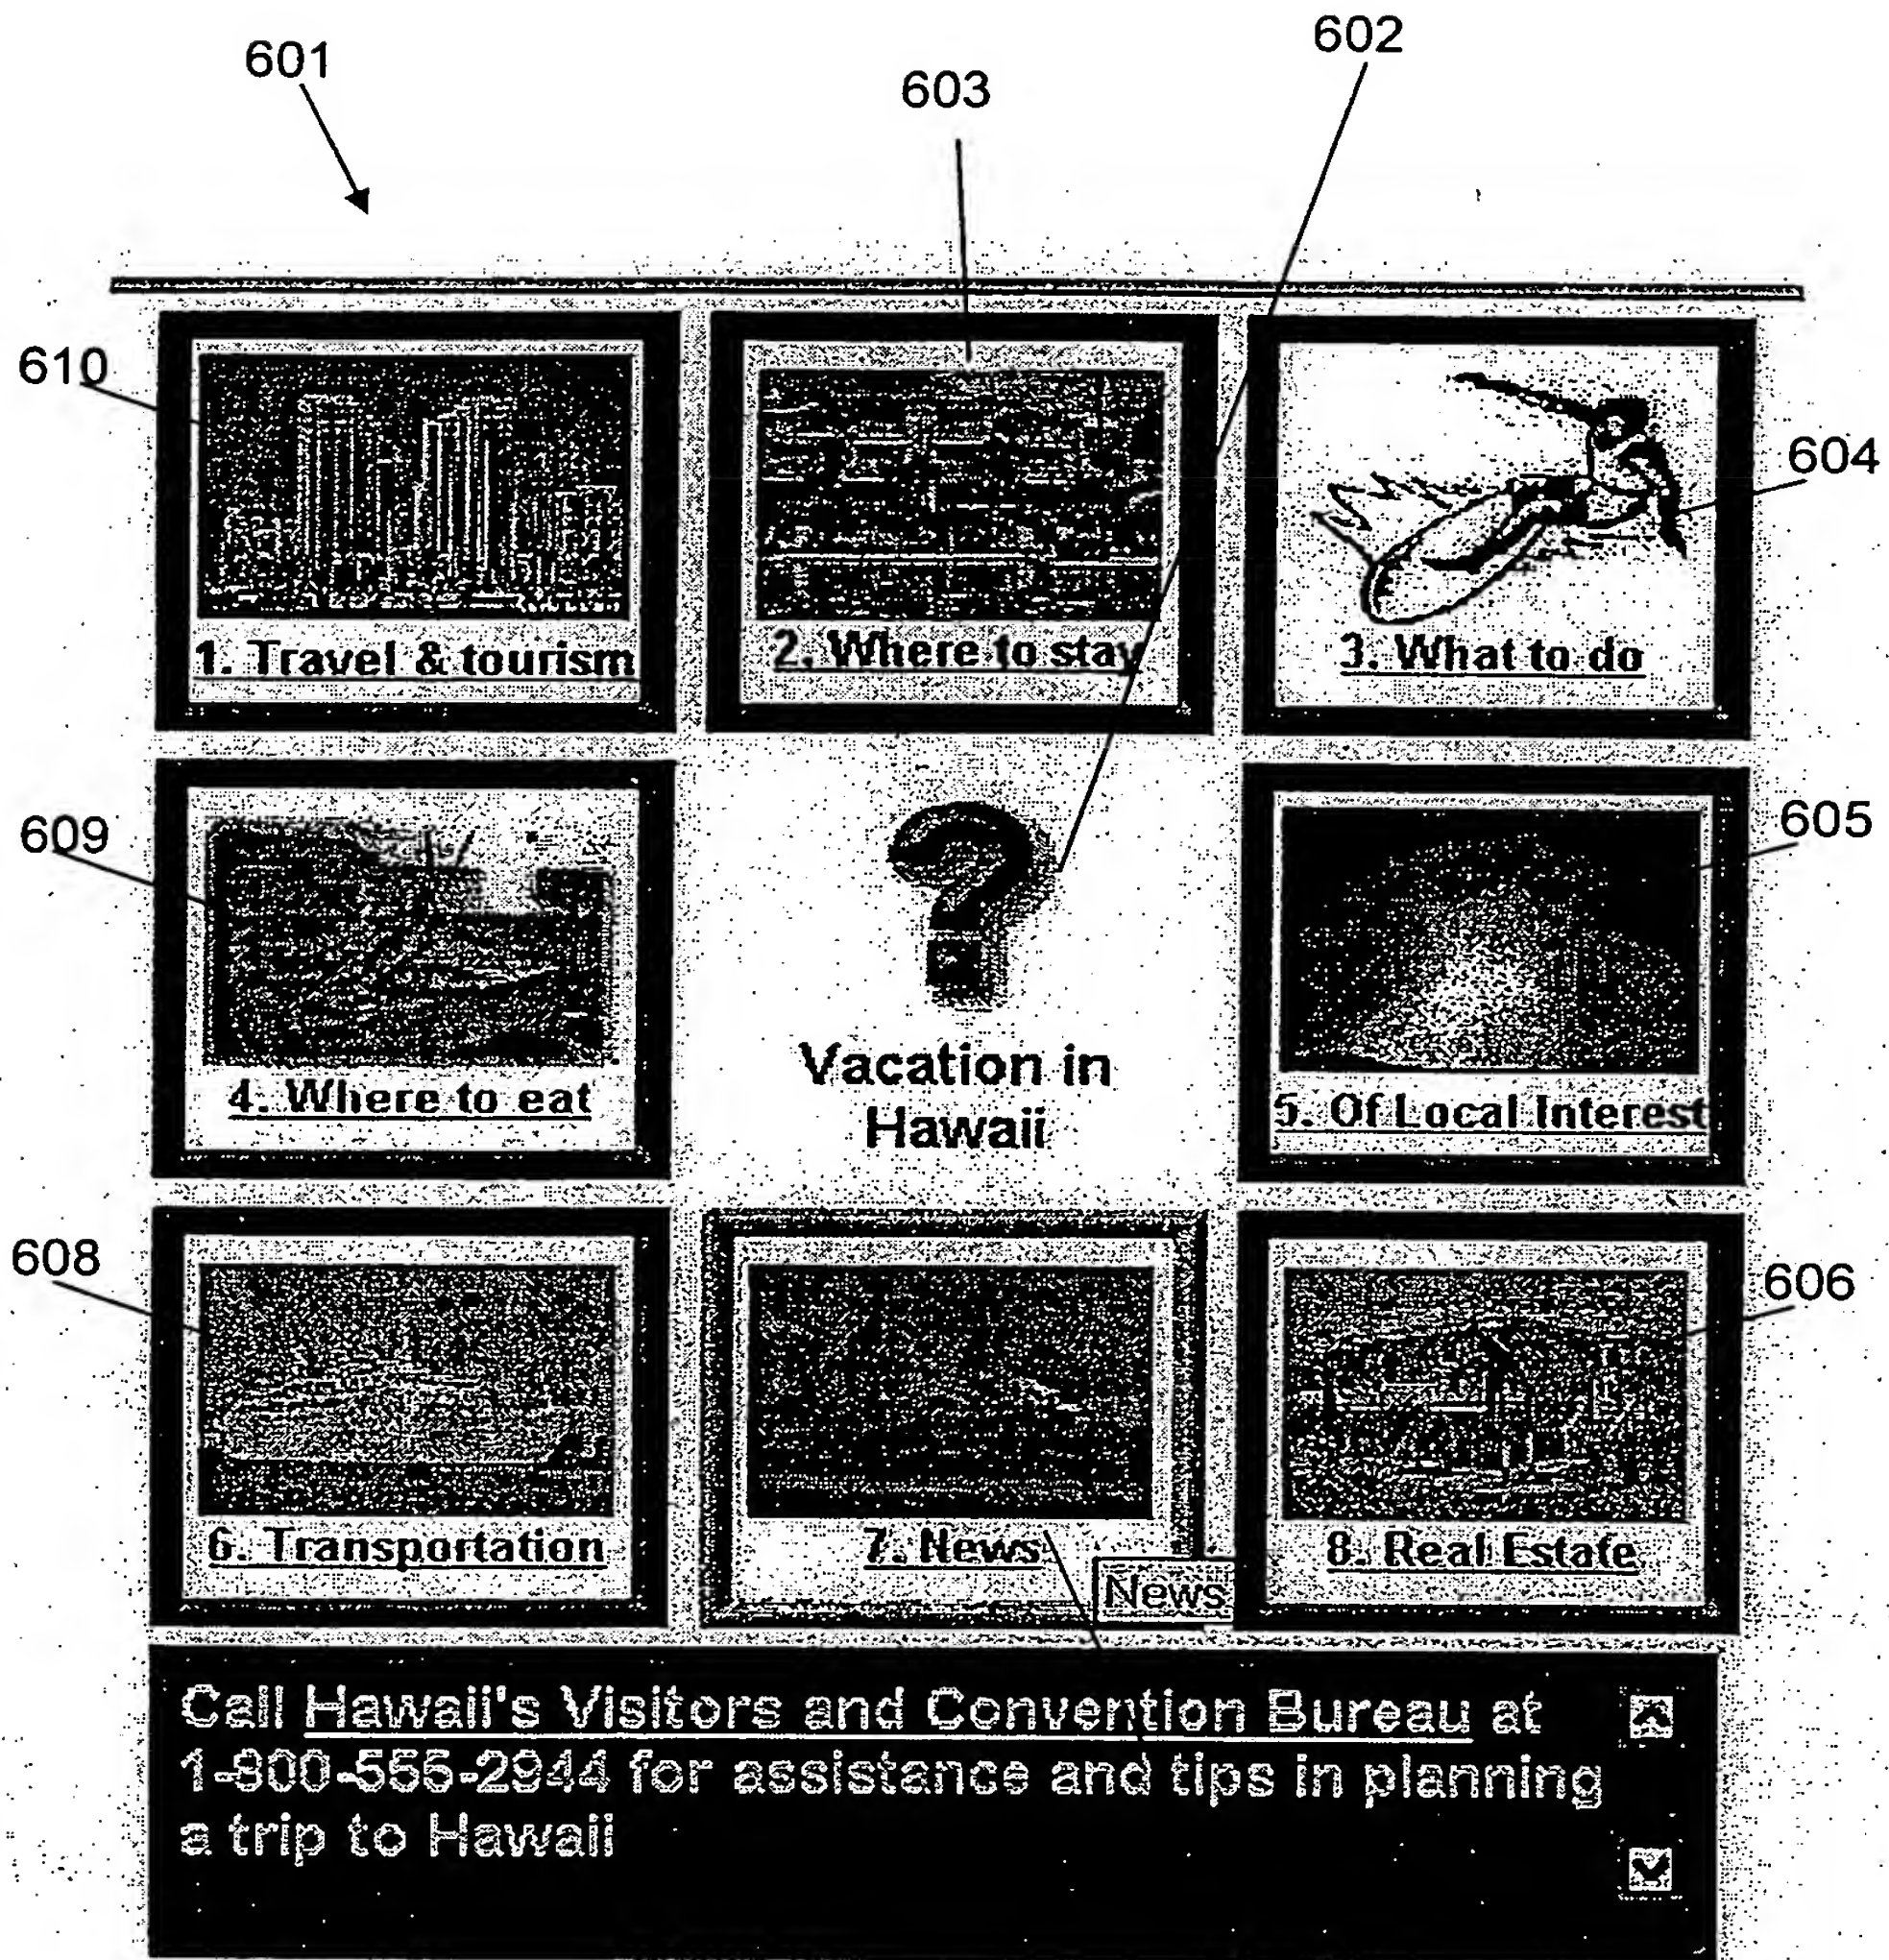 601
602
603
610
604
1. Travel & tourism
2. Where to stay
3. What to do
609
605
Vacation in
Hawaii
4. Where to eat
5. Of Local Interest
608
606
6. Transportation
7. News
8. Real Estate
News
Call Hawaii's Visitors and Convention Bureau at
1-800-555-2944 for assistance and tips in planning
a trip to Hawaii